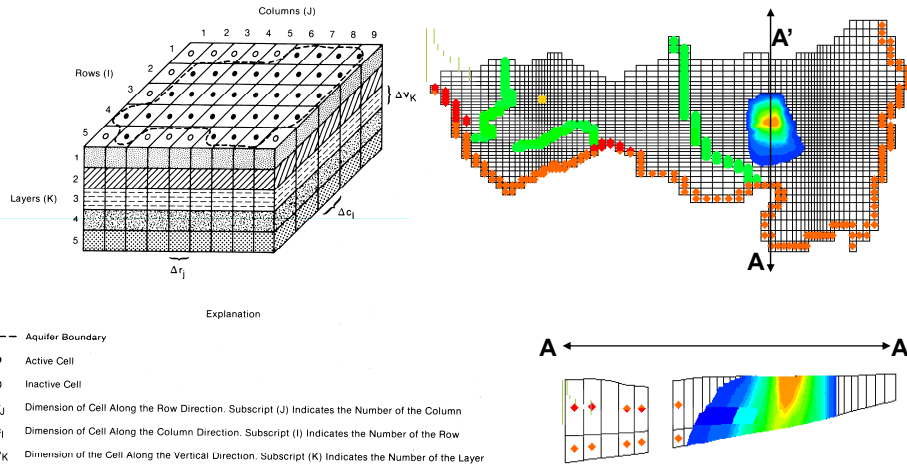 Columns (J)
1 2 3 4 5 6 7 8 9
Rows (I)
1
2
3
4
5
Δv_K
Layers (K)
1
2
3
4
5
Δc_I
Δr_j
A'
A
Explanation
Aquifer Boundary
Active Cell
Inactive Cell
J Dimension of Cell Along the Row Direction. Subscript (J) Indicates the Number of the Column
I Dimension of Cell Along the Column Direction. Subscript (I) Indicates the Number of the Row
K Dimension of the Cell Along the Vertical Direction. Subscript (K) Indicates the Number of the Layer
A A